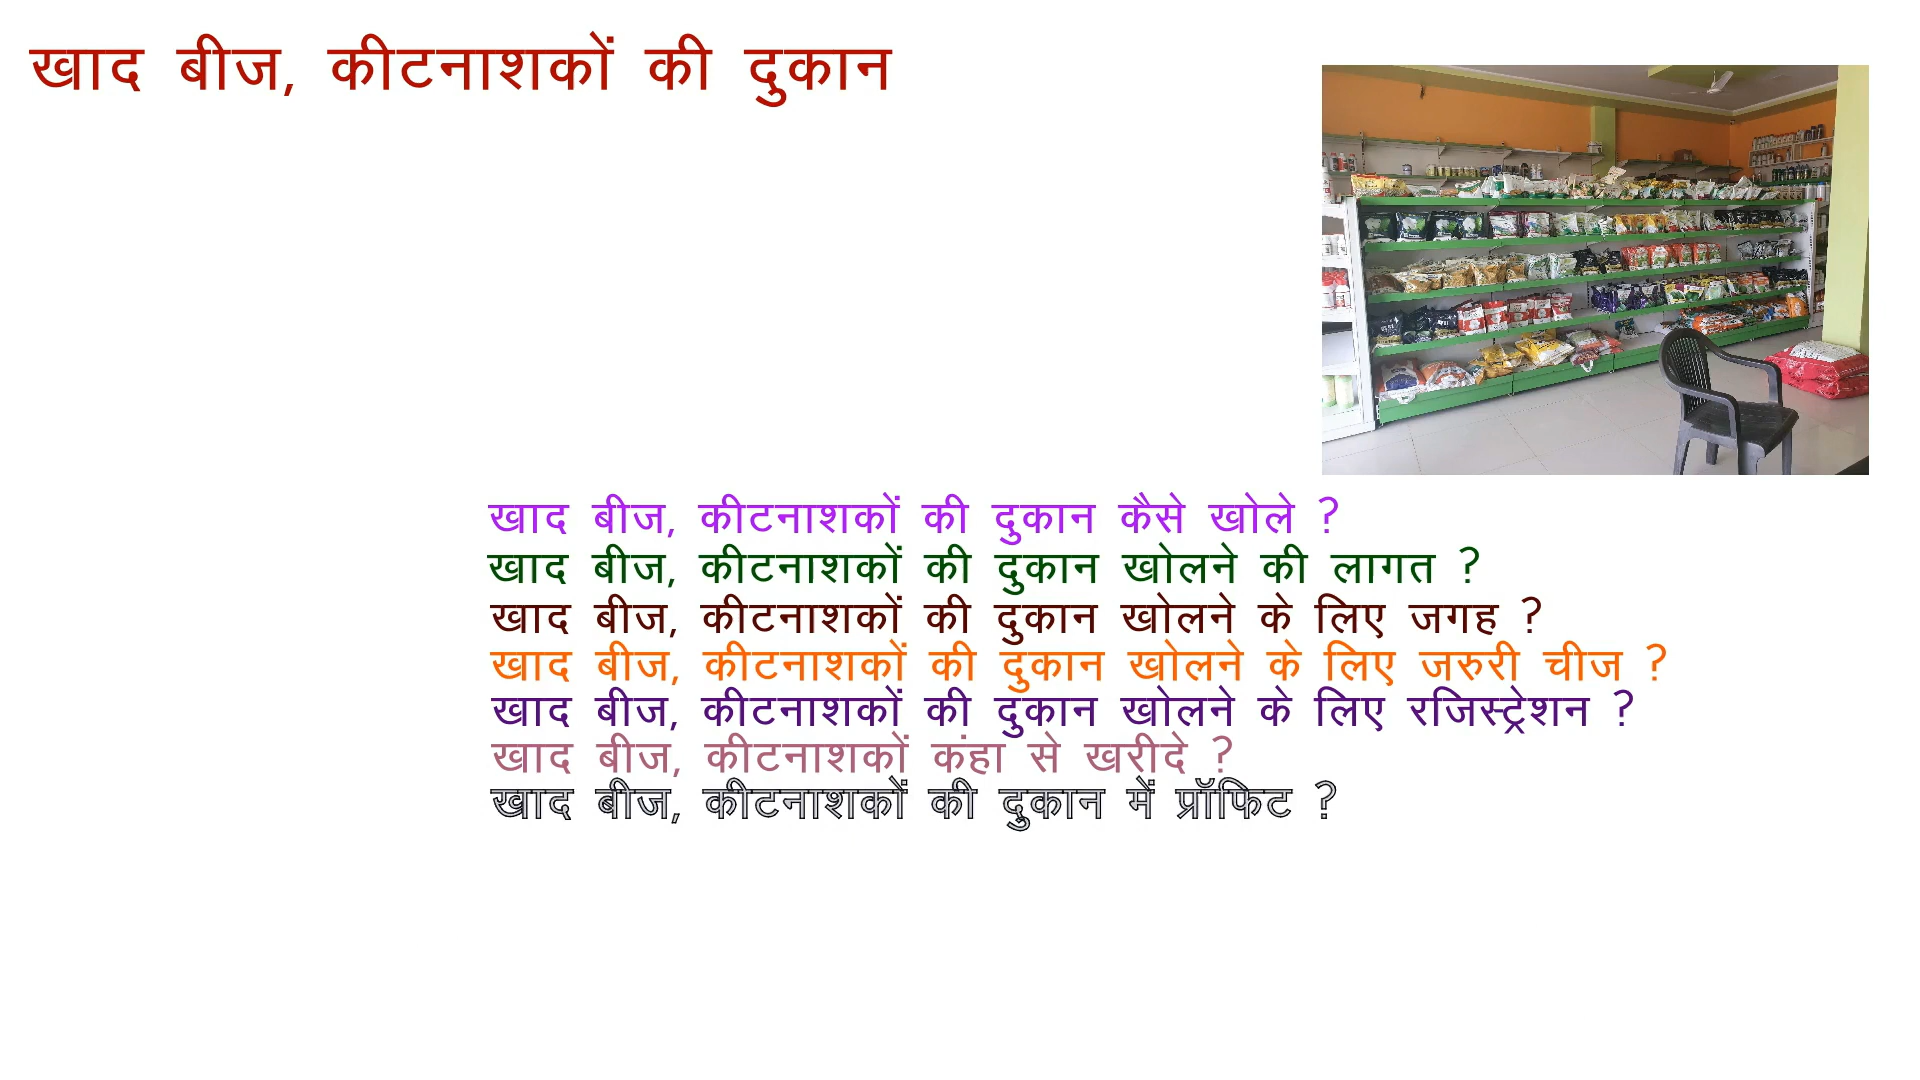 खाद बीज, कीटनाशकों की दुकान
खाद बीज, कीटनाशकों की दुकान कैसे खोले ?
खाद बीज, कीटनाशकों की दुकान खोलने की लागत ?
खाद बीज, कीटनाशकों की दुकान खोलने के लिए जगह ?
खाद बीज, कीटनाशकों की दुकान खोलने के लिए जरुरी चीज ?
खाद बीज, कीटनाशकों की दुकान खोलने के लिए रजिस्ट्रेशन ?
खाद बीज, कीटनाशकों कंहा से खरीदे ?
खाद बीज, कीटनाशकों की दुकान में प्रॉफिट ?